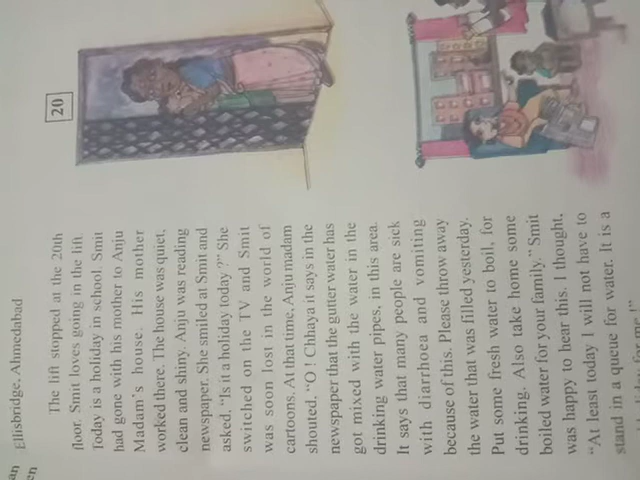 an
en
Ellisbridge, Ahmedabad
20
The lift stopped at the 20th
floor. Smit loves going in the lift
Today is a holiday in school. Smit
had gone with his mother to Anju
Madam's house. His mother
worked there. The house was quiet,
clean and shiny. Anju was reading
newspaper. She smiled at Smit and
asked. "Is it a holiday today ?" She
switched on the TV and Smit
was soon lost in the world of
cartoons. At that time, Anju madam
shouted. "O ! Chhaya it says in the
newspaper that the gutter water has
got mixed with the water in the
drinking water pipes, in this area.
It says that many people are sick
with diarrhoea and vomiting
because of this. Please throw away
the water that was filled yesterday.
Put some fresh water to boil, for
drinking. Also take home some
boiled water for your family." Smit
was happy to hear this. I thought.
"At least today I will not have to
stand in a queue for water. It is a
for me !"